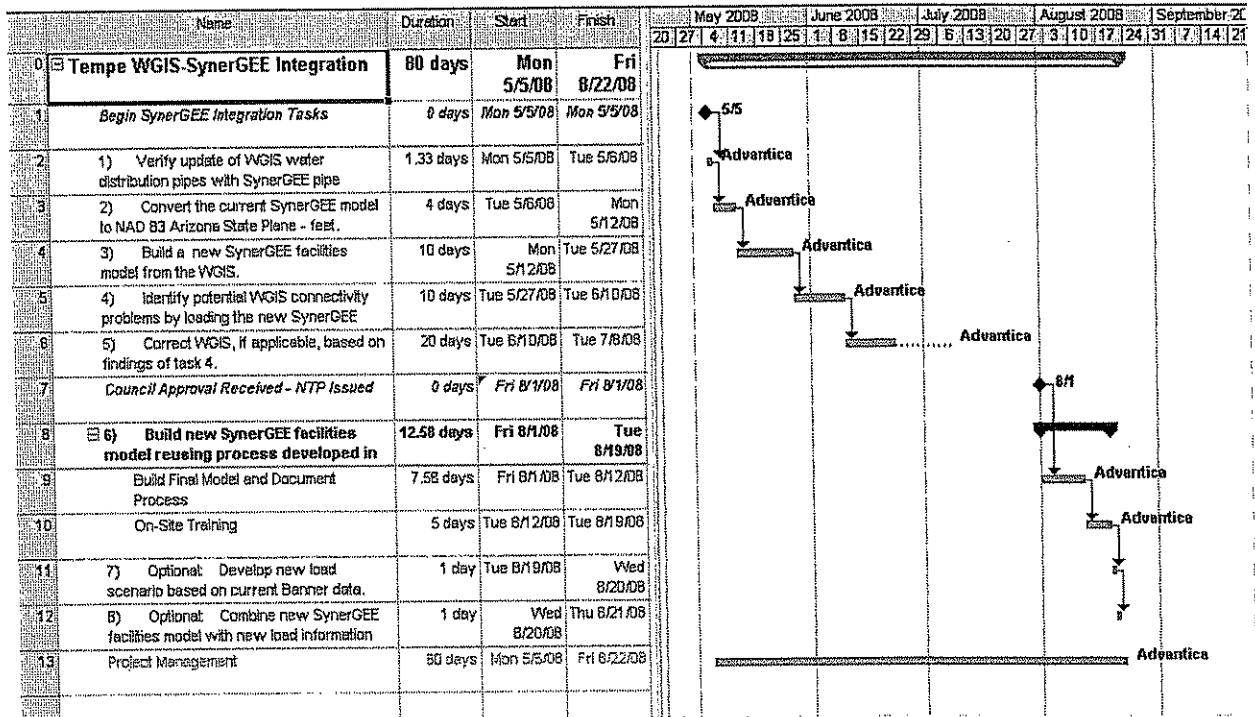 Name Duration Start Finish May 2008 June 2008 July 2008 August 2008 September
20 27 4 11 18 25 1 8 15 22 29 6 13 20 27 3 10 17 24 31 7 14 21
0 Tempe WGIS-SynerGEE Integration 80 days Mon Fri
5/5/08 8/22/08
1 Begin SynerGEE Integration Tasks 0 days Mon 5/5/08 Mon 5/5/08 5/5
2 1) Verify update of WGIS water 1.33 days Mon 5/5/08 Tue 5/6/08 Advantica
distribution pipes with SynerGEE pipe
3 2) Convert the current SynerGEE model 4 days Tue 5/6/08 Mon Advantica
to NAD 83 Arizona State Plane - feet. 5/12/08
4 3) Build a new SynerGEE facilities 10 days Mon Tue 5/27/08 Advantica
model from the WGIS. 5/12/08
5 4) Identify potential WGIS connectivity 10 days Tue 5/27/08 Tue 6/10/08 Advantica
problems by loading the new SynerGEE
6 5) Correct WGIS, if applicable, based on 20 days Tue 6/10/08 Tue 7/8/08 Advantica
findings of task 4.
7 Council Approval Received - NTP Issued 0 days Fri 8/1/08 Fri 8/1/08 8/1
8 6) Build new SynerGEE facilities 12.58 days Fri 8/1/08 Tue
model reusing process developed in 8/19/08
9 Build Final Model and Document 7.58 days Fri 8/1/08 Tue 8/12/08 Advantica
Process
10 On-Site Training 5 days Tue 8/12/08 Tue 8/19/08 Advantica
11 7) Optional: Develop new load 1 day Tue 8/19/08 Wed
scenario based on current Banner data. 8/20/08
12 8) Optional: Combine new SynerGEE 1 day Wed Thu 8/21/08
facilities model with new load information 8/20/08
13 Project Management 80 days Mon 5/5/08 Fri 8/22/08 Advantica